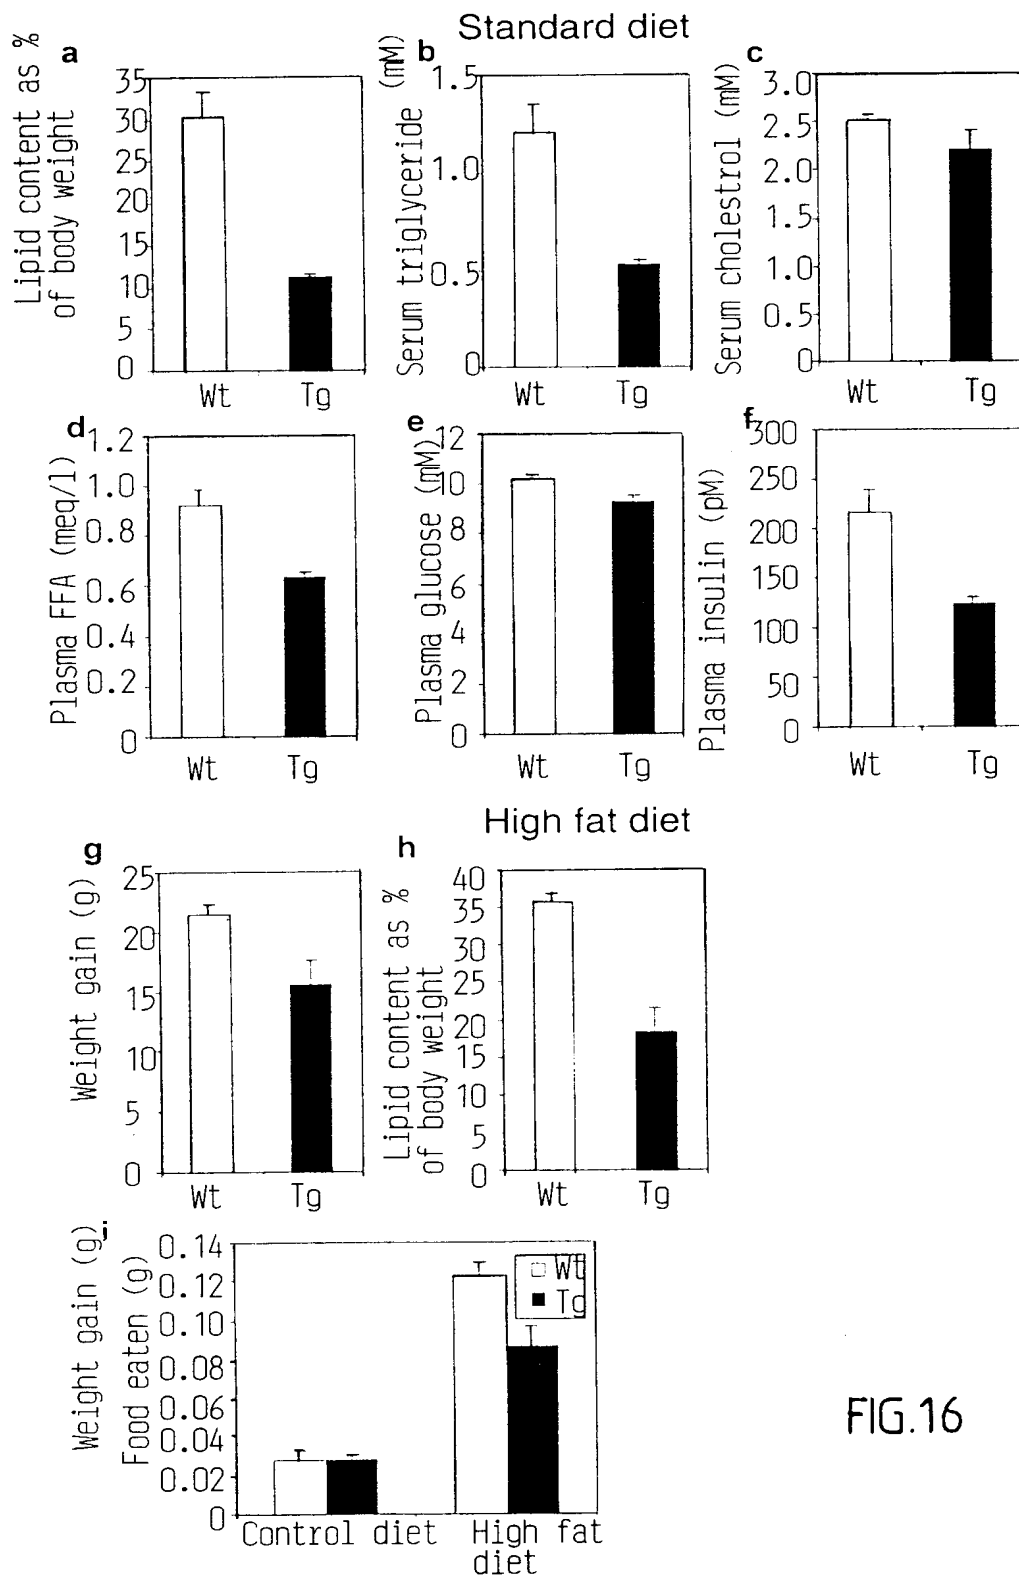 Standard diet
a
Lipid content as %
of body weight
35
30
25
20
15
10
5
0
Wt Tg
b
Serum triglyceride (mM)
1.5
1.0
0.5
0
Wt Tg
c
Serum cholestrol (mM)
3.0
2.5
2.0
1.5
1.0
0.5
0
Wt Tg
d
Plasma FFA (meq/l)
1.2
1.0
0.8
0.6
0.4
0.2
0
Wt Tg
e
Plasma glucose (mM)
12
10
8
6
4
2
0
Wt Tg
f
Plasma insulin (pM)
300
250
200
150
100
50
0
Wt Tg
High fat diet
g
Weight gain (g)
25
20
15
10
5
0
Wt Tg
h
Lipid content as %
of body weight
40
35
30
25
20
15
10
5
0
Wt Tg
i
Weight gain (g)
Food eaten (g)
0.14
0.12
0.10
0.08
0.06
0.04
0.02
0
Wt
Tg
Control diet High fat
diet
FIG.16